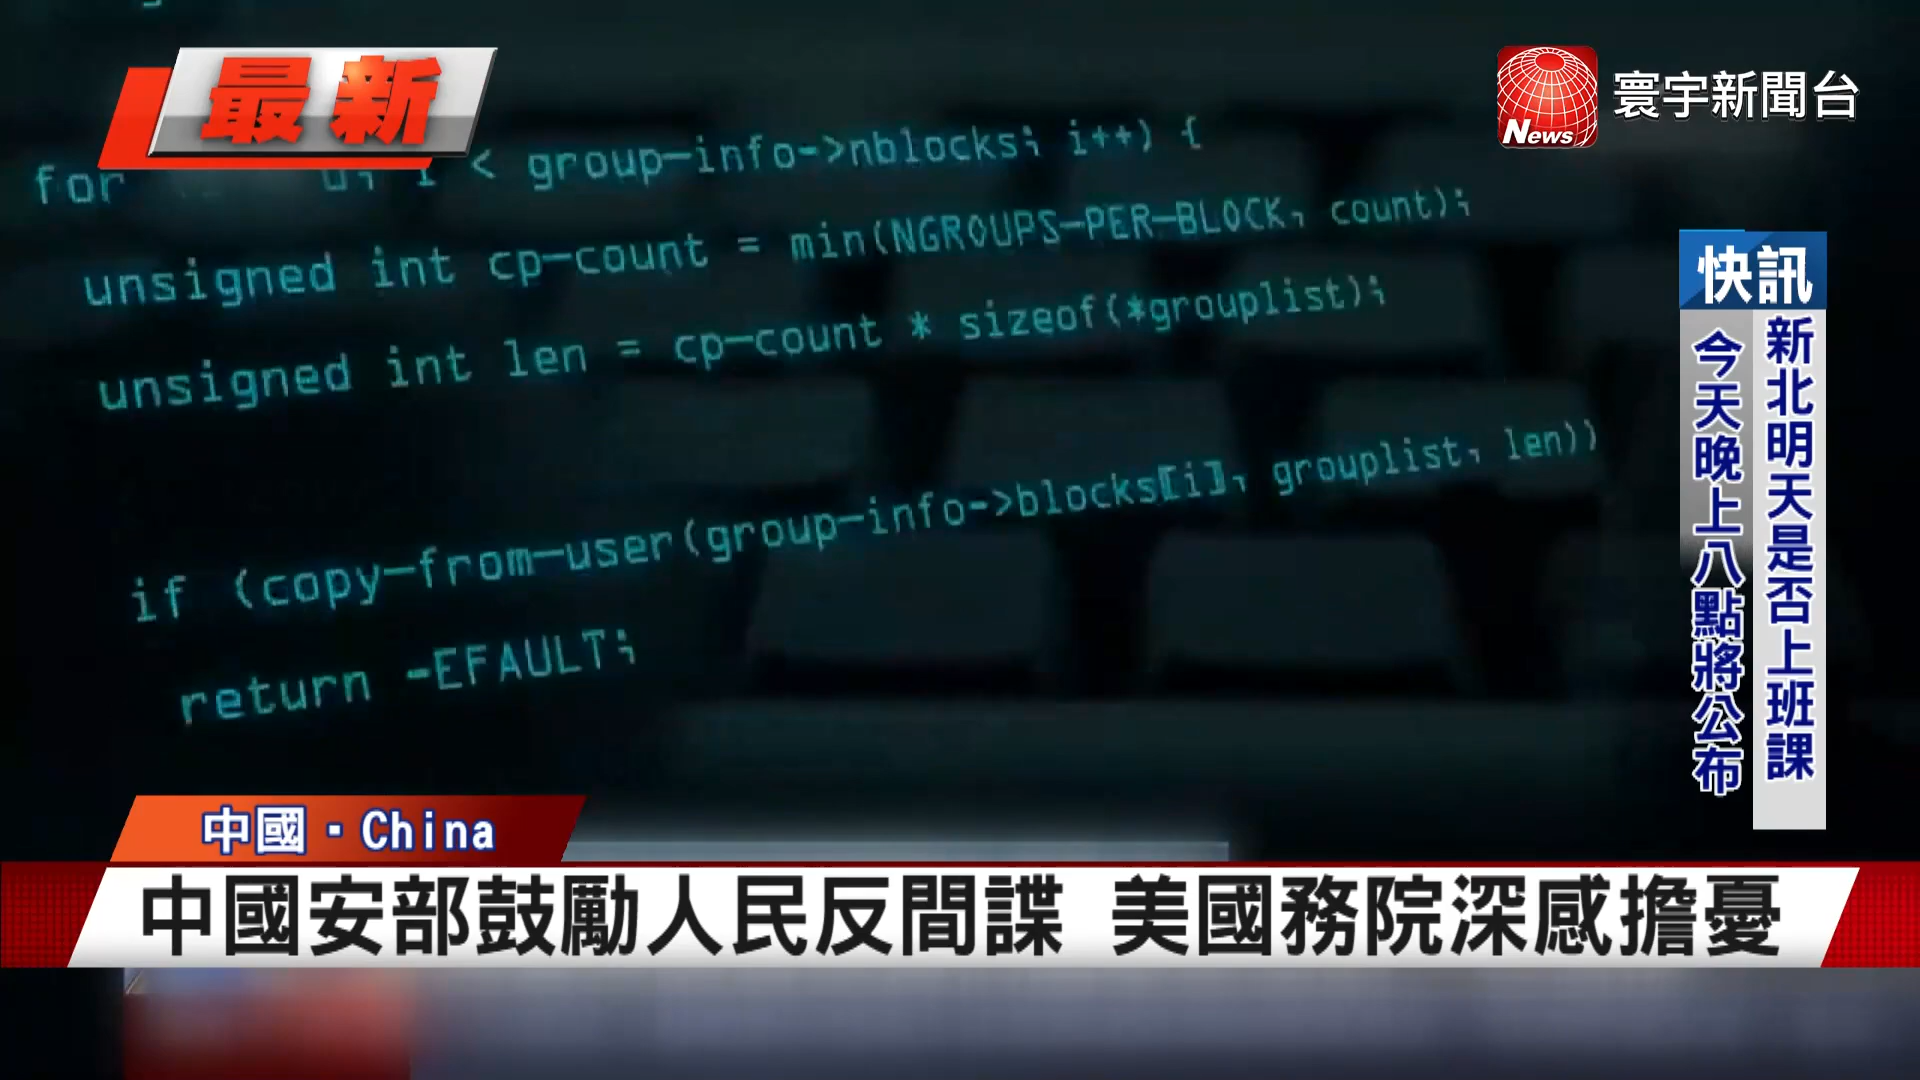 最新
News
寰宇新聞台
for
i < group-info->nblocks; i++) {
unsigned int cp-count = min(NGROUPS-PER-BLOCK, count);
unsigned int len = cp-count * sizeof(*grouplist);
if (copy-from-user(group-info->blocks[i], grouplist, len))
return -EFAULT;
快訊
新北明天是否上班課
今天晚上八點將公布
中國·China
中國安部鼓勵人民反間諜 美國務院深感擔憂